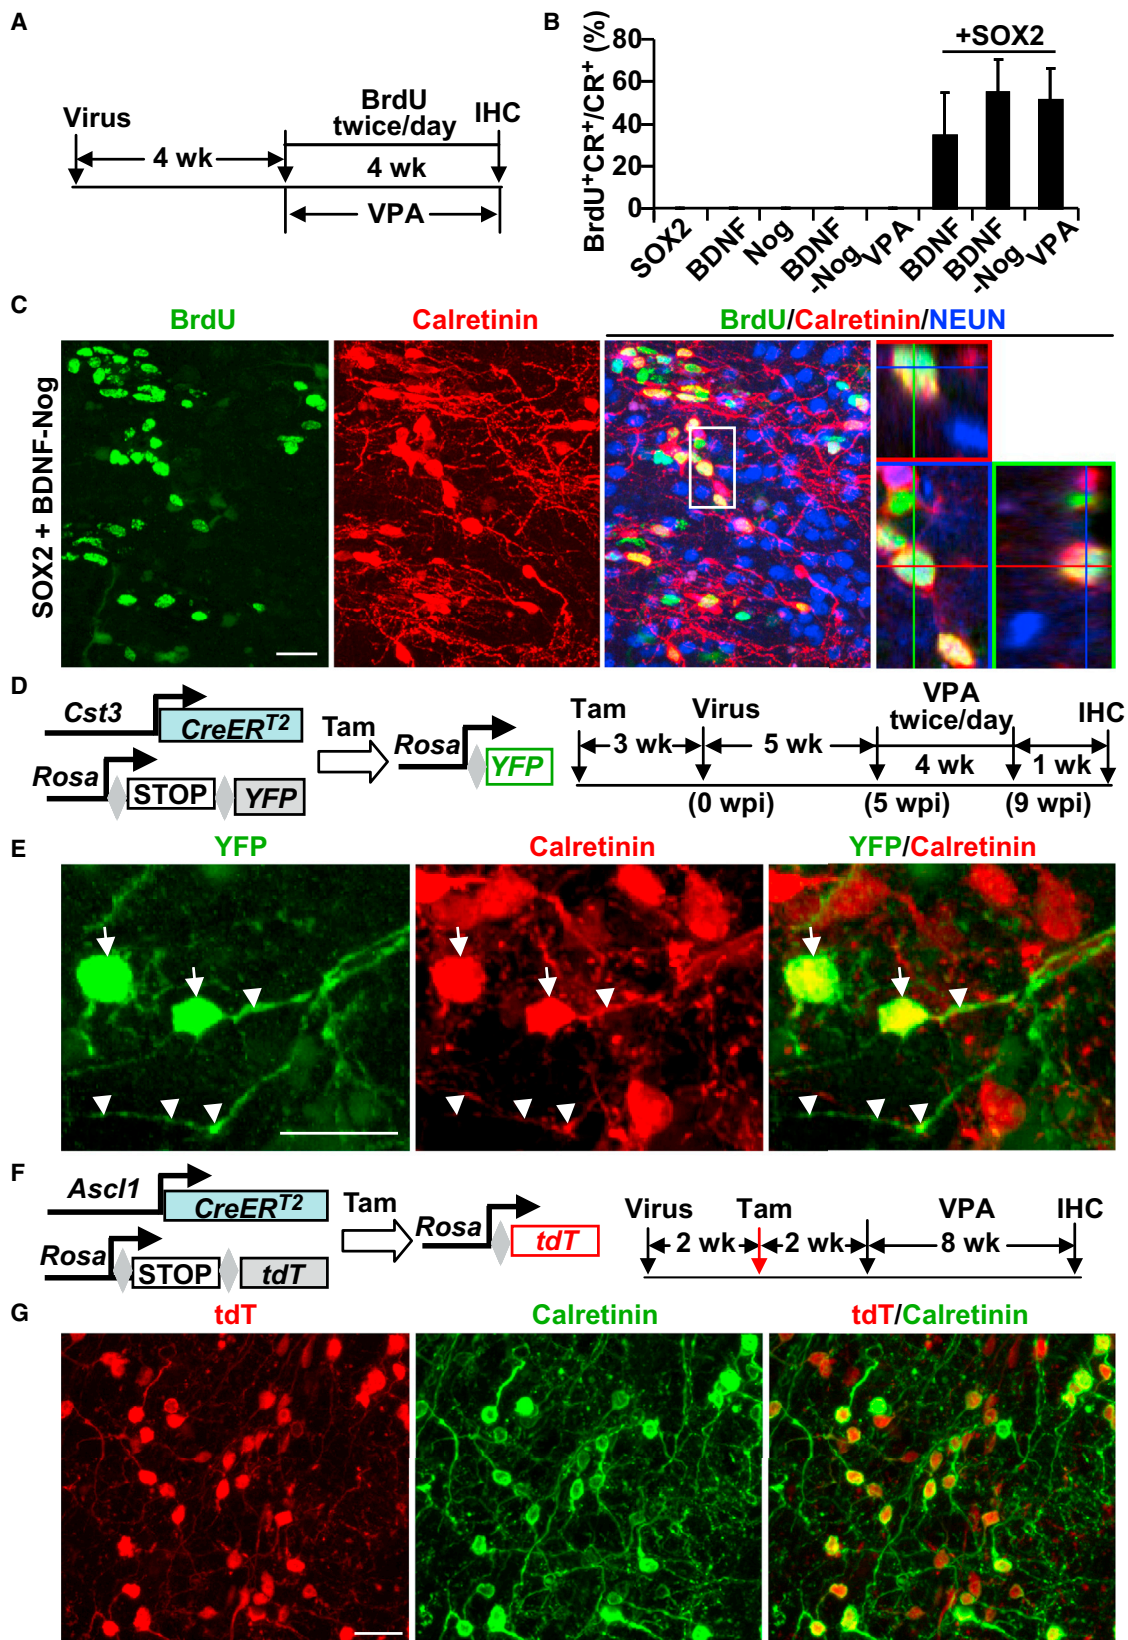 A
Virus
4 wk
BrdU
twice/day
4 wk
IHC
VPA
B
BrdU+CR+/CR+ (%)
80
60
40
20
0
+SOX2
SOX2
BDNF
Nog
BDNF
-Nog
VPA
BDNF
BDNF
-Nog
VPA
C
BrdU
Calretinin
BrdU/Calretinin/NEUN
SOX2 + BDNF-Nog
D
Cst3
CreERT2
Rosa
STOP
YFP
Tam
Rosa
YFP
Tam
3 wk
Virus
5 wk
VPA
twice/day
4 wk
1 wk
IHC
(0 wpi)
(5 wpi)
(9 wpi)
E
YFP
Calretinin
YFP/Calretinin
F
Ascl1
CreERT2
Rosa
STOP
tdT
Tam
Rosa
tdT
Virus
2 wk
Tam
2 wk
VPA
8 wk
IHC
G
tdT
Calretinin
tdT/Calretinin